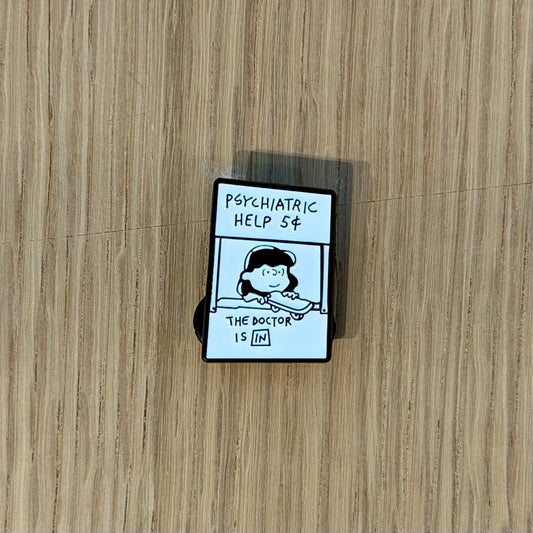 PSYCHIATRIC
HELP 5¢
THE DOCTOR
IS IN